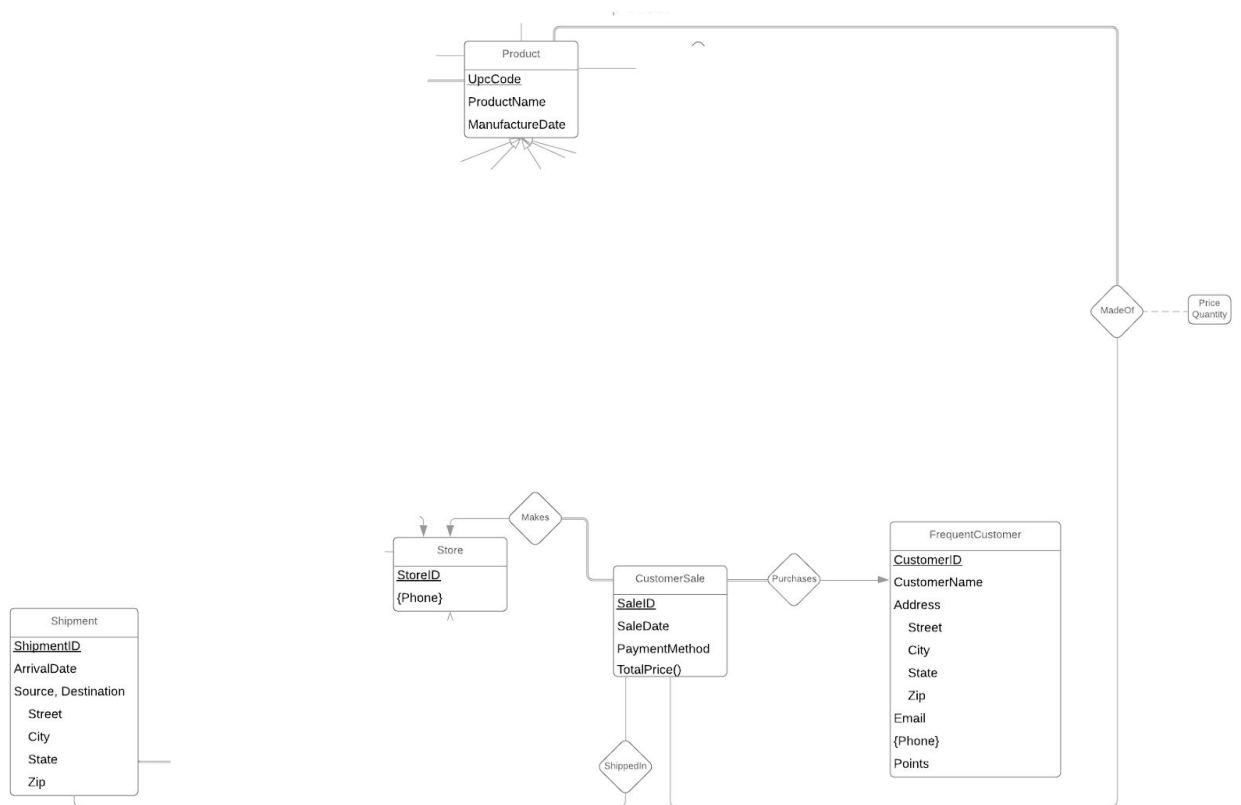 Product
UpcCode
ProductName
ManufactureDate
MadeOf
Price
Quantity
Makes
Store
StoreID
{Phone}
CustomerSale
SaleID
SaleDate
PaymentMethod
TotalPrice()
Purchases
FrequentCustomer
CustomerID
CustomerName
Address
Street
City
State
Zip
Email
{Phone}
Points
Shipment
ShipmentID
ArrivalDate
Source, Destination
Street
City
State
Zip
ShippedIn